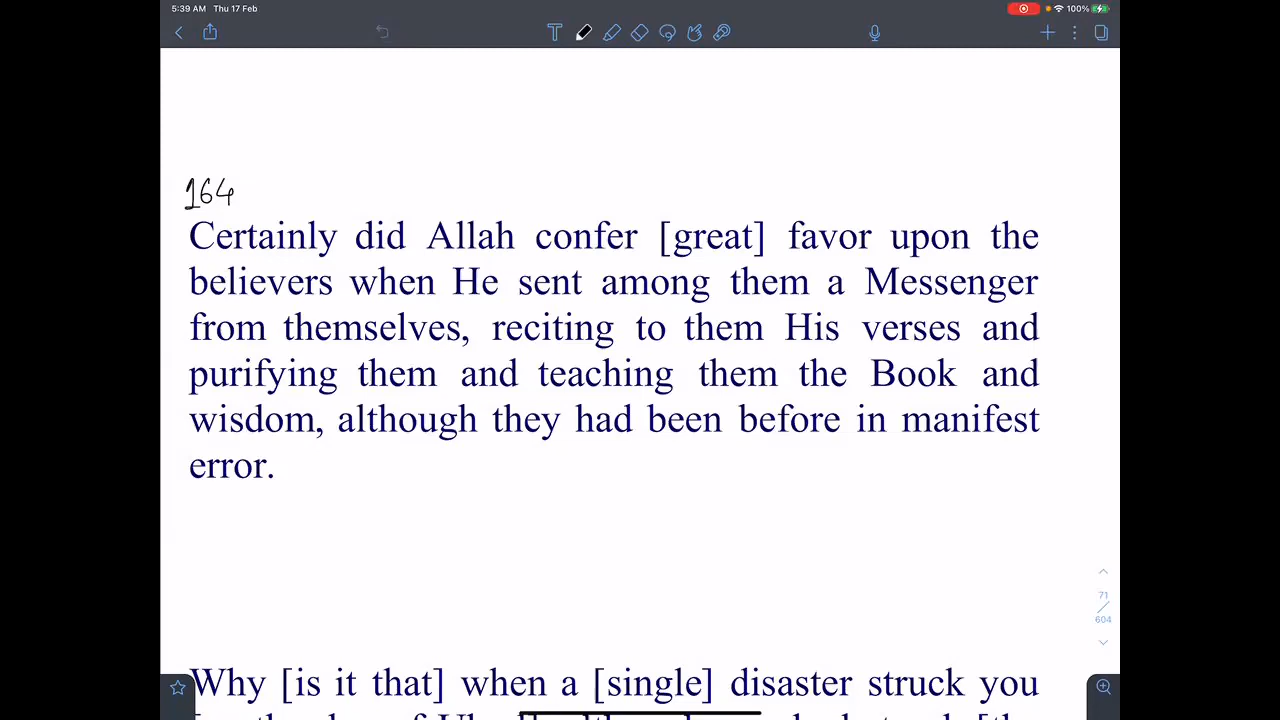 5:39 AM Thu 17 Feb
100%
164
Certainly did Allah confer [great] favor upon the
believers when He sent among them a Messenger
from themselves, reciting to them His verses and
purifying them and teaching them the Book and
wisdom, although they had been before in manifest
error.
71
604
Why [is it that] when a [single] disaster struck you